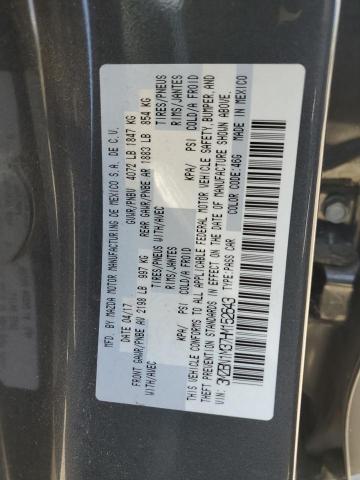 MFD. BY MAZDA MOTOR MANUFACTURING DE MEXICO S.A. DE C.V.
DATE 04/17 GVWR/PNBV 4072 LB 1847 KG
FRONT GAWR/PNBE AV 2198 LB 997 KG REAR GAWR/PNBE AR 1883 LB 854 KG
WITH/AVEC TIRES/PNEUS WITH/AVEC TIRES/PNEUS
RIMS/JANTES RIMS/JANTES
KPA/ PSI COLD/A FROID KPA/ PSI COLD/A FROID
THIS VEHICLE CONFORMS TO ALL APPLICABLE FEDERAL MOTOR VEHICLE SAFETY, BUMPER, AND
THEFT PREVENTION STANDARDS IN EFFECT ON THE DATE OF MANUFACTURE SHOWN ABOVE.
VIN: TYPE: PASS CAR COLOR CODE: 46G MADE IN MEXICO